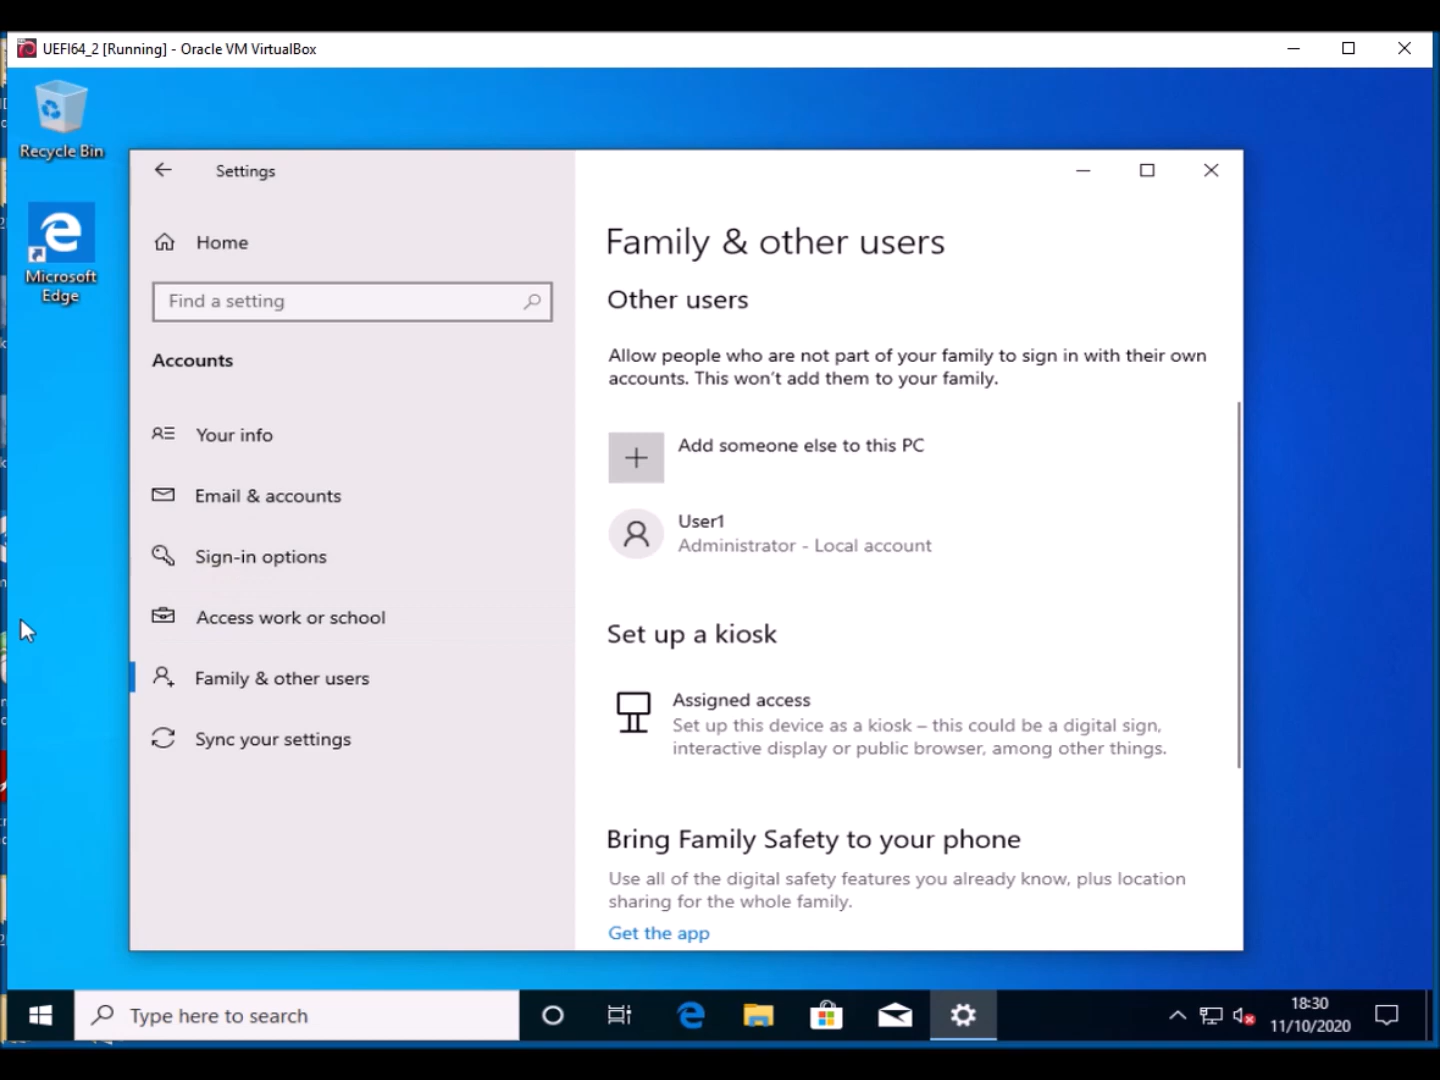 UEFI64_2 [Running] - Oracle VM VirtualBox
Recycle Bin
Microsoft
Edge
Settings
Home
Find a setting
Accounts
Your info
Email & accounts
Sign-in options
Access work or school
Family & other users
Sync your settings
Family & other users
Other users
Allow people who are not part of your family to sign in with their own
accounts. This won't add them to your family.
Add someone else to this PC
User1
Administrator - Local account
Set up a kiosk
Assigned access
Set up this device as a kiosk – this could be a digital sign,
interactive display or public browser, among other things.
Bring Family Safety to your phone
Use all of the digital safety features you already know, plus location
sharing for the whole family.
Get the app
Type here to search
18:30
11/10/2020